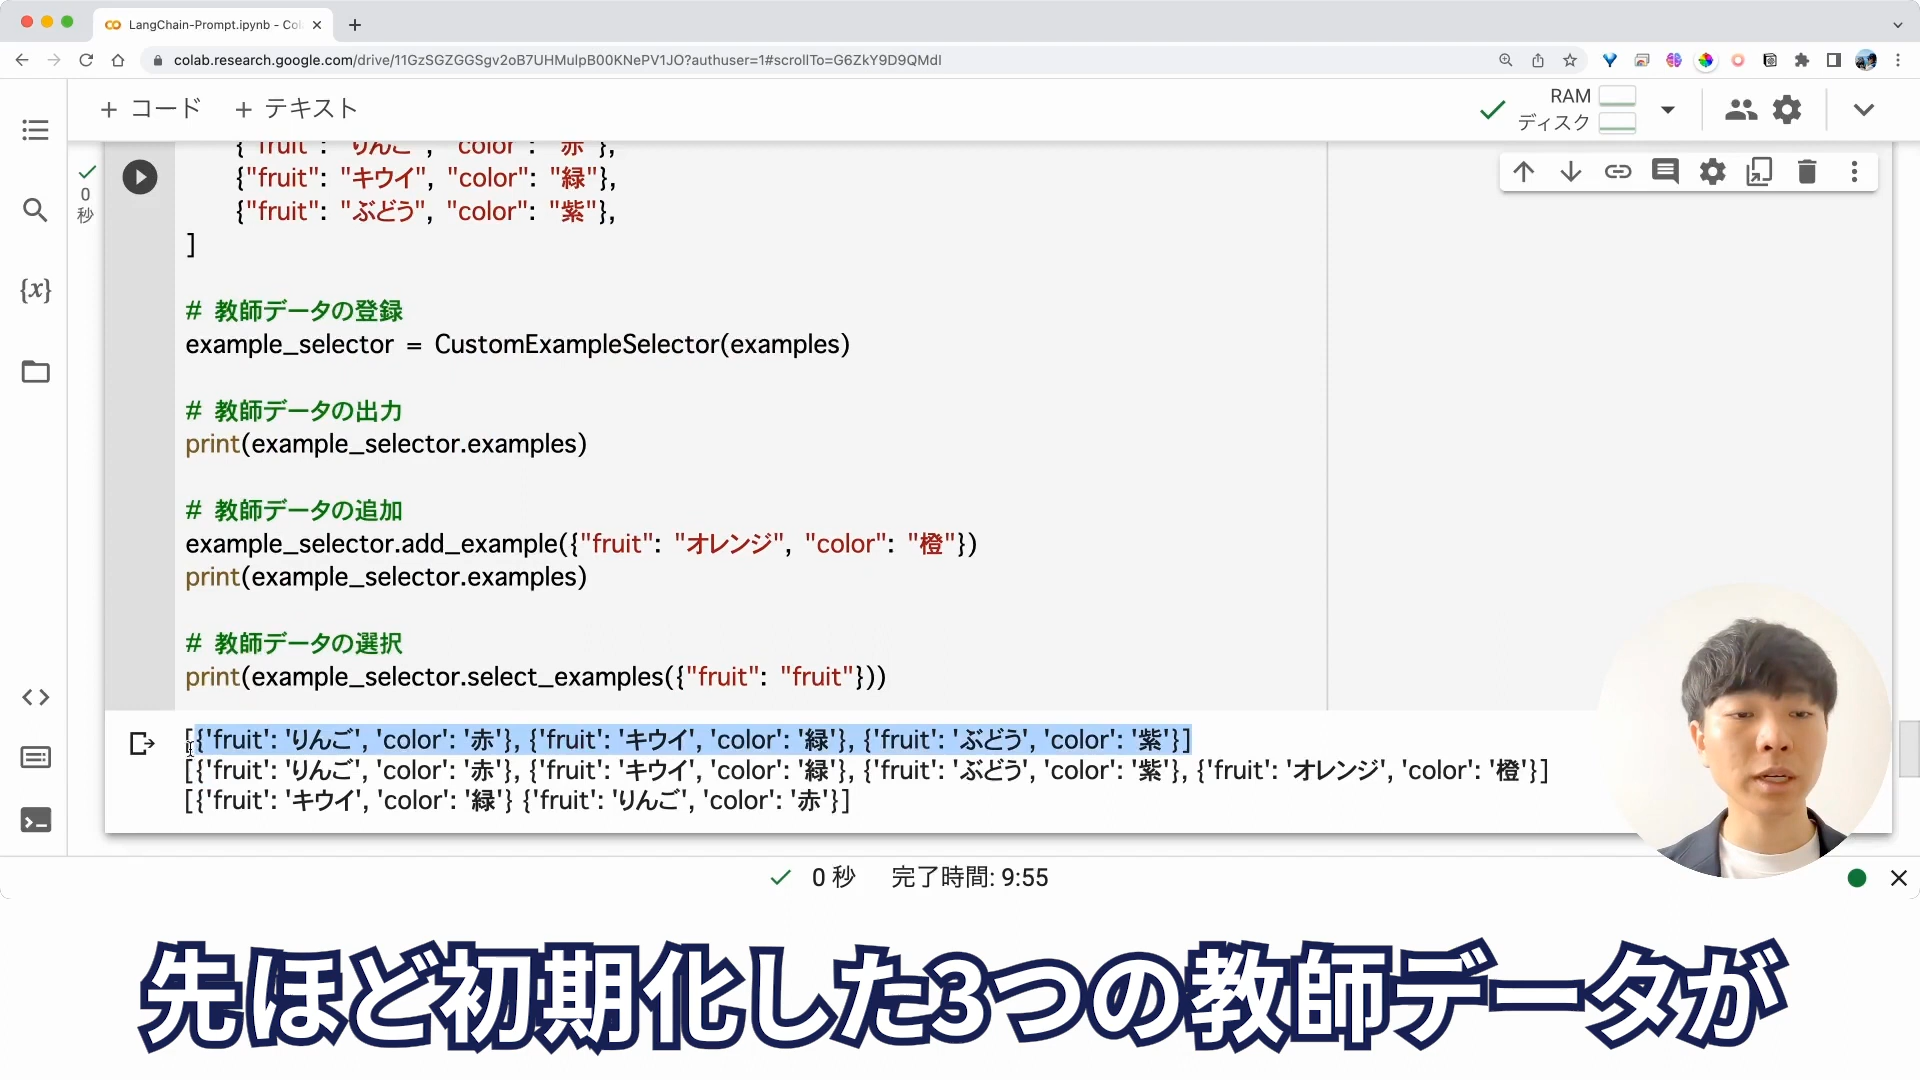 LangChain-Prompt.ipynb - Col
colab.research.google.com/drive/11GzSGZGGSgv2oB7UHMulpB00KNePV1JO?authuser=1#scrollTo=G6ZkY9D9QMdI
+ コード + テキスト
RAM
ディスク
{"fruit": "りんご", "color": "赤"},
{"fruit": "キウイ", "color": "緑"},
{"fruit": "ぶどう", "color": "紫"},
]
0
秒
{x}
# 教師データの登録
example_selector = CustomExampleSelector(examples)
# 教師データの出力
print(example_selector.examples)
# 教師データの追加
example_selector.add_example({"fruit": "オレンジ", "color": "橙"})
print(example_selector.examples)
# 教師データの選択
print(example_selector.select_examples({"fruit": "fruit"}))
[{'fruit': 'りんご', 'color': '赤'}, {'fruit': 'キウイ', 'color': '緑'}, {'fruit': 'ぶどう', 'color': '紫'}]
[{'fruit': 'りんご', 'color': '赤'}, {'fruit': 'キウイ', 'color': '緑'}, {'fruit': 'ぶどう', 'color': '紫'}, {'fruit': 'オレンジ', 'color': '橙'}]
[{'fruit': 'キウイ', 'color': '緑'} {'fruit': 'りんご', 'color': '赤'}]
0 秒 完了時間: 9:55
先ほど初期化した3つの教師データが